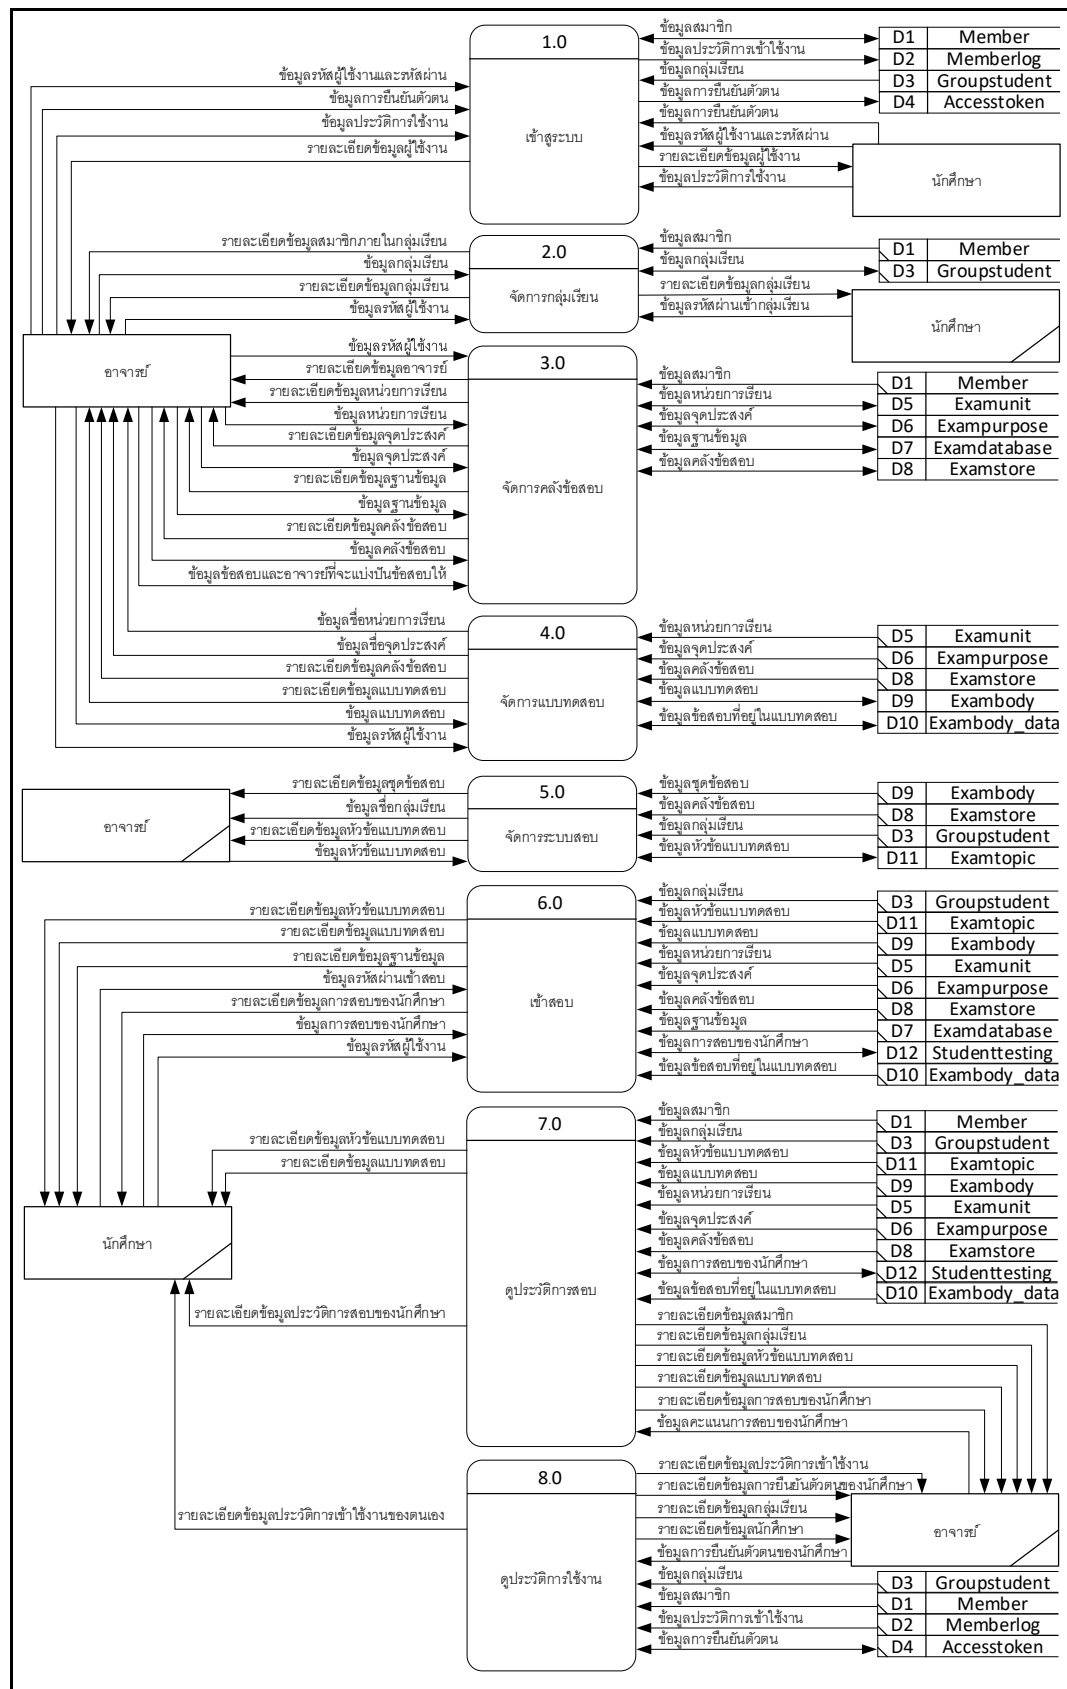 1.0
เข้าสู่ระบบ
ข้อมูลรหัสผู้ใช้งานและรหัสผ่าน
ข้อมูลการยืนยันตัวตน
ข้อมูลประวัติการใช้งาน
รายละเอียดข้อมูลผู้ใช้งาน
ข้อมูลสมาชิก
ข้อมูลประวัติการเข้าใช้งาน
ข้อมูลกลุ่มเรียน
ข้อมูลการยืนยันตัวตน
ข้อมูลการยืนยันตัวตน
ข้อมูลรหัสผู้ใช้งานและรหัสผ่าน
รายละเอียดข้อมูลผู้ใช้งาน
ข้อมูลประวัติการใช้งาน
D1 Member
D2 Memberlog
D3 Groupstudent
D4 Accesstoken
นักศึกษา
2.0
จัดการกลุ่มเรียน
รายละเอียดข้อมูลสมาชิกภายในกลุ่มเรียน
ข้อมูลกลุ่มเรียน
รายละเอียดข้อมูลกลุ่มเรียน
ข้อมูลรหัสผู้ใช้งาน
ข้อมูลสมาชิก
ข้อมูลกลุ่มเรียน
รายละเอียดข้อมูลกลุ่มเรียน
ข้อมูลรหัสผ่านเข้ากลุ่มเรียน
D1 Member
D3 Groupstudent
นักศึกษา
อาจารย์
3.0
จัดการคลังข้อสอบ
ข้อมูลรหัสผู้ใช้งาน
รายละเอียดข้อมูลอาจารย์
รายละเอียดข้อมูลหน่วยการเรียน
ข้อมูลหน่วยการเรียน
รายละเอียดข้อมูลจุดประสงค์
ข้อมูลจุดประสงค์
รายละเอียดข้อมูลฐานข้อมูล
ข้อมูลฐานข้อมูล
รายละเอียดข้อมูลคลังข้อสอบ
ข้อมูลคลังข้อสอบ
ข้อมูลข้อสอบและอาจารย์ที่จะแบ่งปันข้อสอบให้
ข้อมูลสมาชิก
ข้อมูลหน่วยการเรียน
ข้อมูลจุดประสงค์
ข้อมูลฐานข้อมูล
ข้อมูลคลังข้อสอบ
D1 Member
D5 Examunit
D6 Exampurpose
D7 Examdatabase
D8 Examstore
4.0
จัดการแบบทดสอบ
ข้อมูลชื่อหน่วยการเรียน
ข้อมูลชื่อจุดประสงค์
รายละเอียดข้อมูลคลังข้อสอบ
รายละเอียดข้อมูลแบบทดสอบ
ข้อมูลแบบทดสอบ
ข้อมูลรหัสผู้ใช้งาน
ข้อมูลหน่วยการเรียน
ข้อมูลจุดประสงค์
ข้อมูลคลังข้อสอบ
ข้อมูลแบบทดสอบ
ข้อมูลข้อสอบที่อยู่ในแบบทดสอบ
D5 Examunit
D6 Exampurpose
D8 Examstore
D9 Exambody
D10 Exambody_data
อาจารย์
5.0
จัดการระบบสอบ
รายละเอียดข้อมูลชุดข้อสอบ
ข้อมูลชื่อกลุ่มเรียน
รายละเอียดข้อมูลหัวข้อแบบทดสอบ
ข้อมูลหัวข้อแบบทดสอบ
ข้อมูลชุดข้อสอบ
ข้อมูลคลังข้อสอบ
ข้อมูลกลุ่มเรียน
ข้อมูลหัวข้อแบบทดสอบ
D9 Exambody
D8 Examstore
D3 Groupstudent
D11 Examtopic
6.0
เข้าสอบ
รายละเอียดข้อมูลหัวข้อแบบทดสอบ
รายละเอียดข้อมูลแบบทดสอบ
รายละเอียดข้อมูลฐานข้อมูล
ข้อมูลรหัสผ่านเข้าสอบ
รายละเอียดข้อมูลการสอบของนักศึกษา
ข้อมูลการสอบของนักศึกษา
ข้อมูลรหัสผู้ใช้งาน
ข้อมูลกลุ่มเรียน
ข้อมูลหัวข้อแบบทดสอบ
ข้อมูลแบบทดสอบ
ข้อมูลหน่วยการเรียน
ข้อมูลจุดประสงค์
ข้อมูลคลังข้อสอบ
ข้อมูลฐานข้อมูล
ข้อมูลการสอบของนักศึกษา
ข้อมูลข้อสอบที่อยู่ในแบบทดสอบ
D3 Groupstudent
D11 Examtopic
D9 Exambody
D5 Examunit
D6 Exampurpose
D8 Examstore
D7 Examdatabase
D12 Studenttesting
D10 Exambody_data
7.0
ดูประวัติการสอบ
รายละเอียดข้อมูลหัวข้อแบบทดสอบ
รายละเอียดข้อมูลแบบทดสอบ
นักศึกษา
รายละเอียดข้อมูลประวัติการสอบของนักศึกษา
ข้อมูลสมาชิก
ข้อมูลกลุ่มเรียน
ข้อมูลหัวข้อแบบทดสอบ
ข้อมูลแบบทดสอบ
ข้อมูลหน่วยการเรียน
ข้อมูลจุดประสงค์
ข้อมูลคลังข้อสอบ
ข้อมูลการสอบของนักศึกษา
ข้อมูลข้อสอบที่อยู่ในแบบทดสอบ
D1 Member
D3 Groupstudent
D11 Examtopic
D9 Exambody
D5 Examunit
D6 Exampurpose
D8 Examstore
D12 Studenttesting
D10 Exambody_data
รายละเอียดข้อมูลสมาชิก
รายละเอียดข้อมูลกลุ่มเรียน
รายละเอียดข้อมูลหัวข้อแบบทดสอบ
รายละเอียดข้อมูลแบบทดสอบ
รายละเอียดข้อมูลการสอบของนักศึกษา
ข้อมูลคะแนนการสอบของนักศึกษา
8.0
ดูประวัติการใช้งาน
รายละเอียดข้อมูลประวัติการเข้าใช้งานของตนเอง
รายละเอียดข้อมูลประวัติการเข้าใช้งาน
รายละเอียดข้อมูลการยืนยันตัวตนของนักศึกษา
รายละเอียดข้อมูลกลุ่มเรียน
รายละเอียดข้อมูลนักศึกษา
ข้อมูลการยืนยันตัวตนของนักศึกษา
อาจารย์
ข้อมูลกลุ่มเรียน
ข้อมูลสมาชิก
ข้อมูลประวัติการเข้าใช้งาน
ข้อมูลการยืนยันตัวตน
D3 Groupstudent
D1 Member
D2 Memberlog
D4 Accesstoken